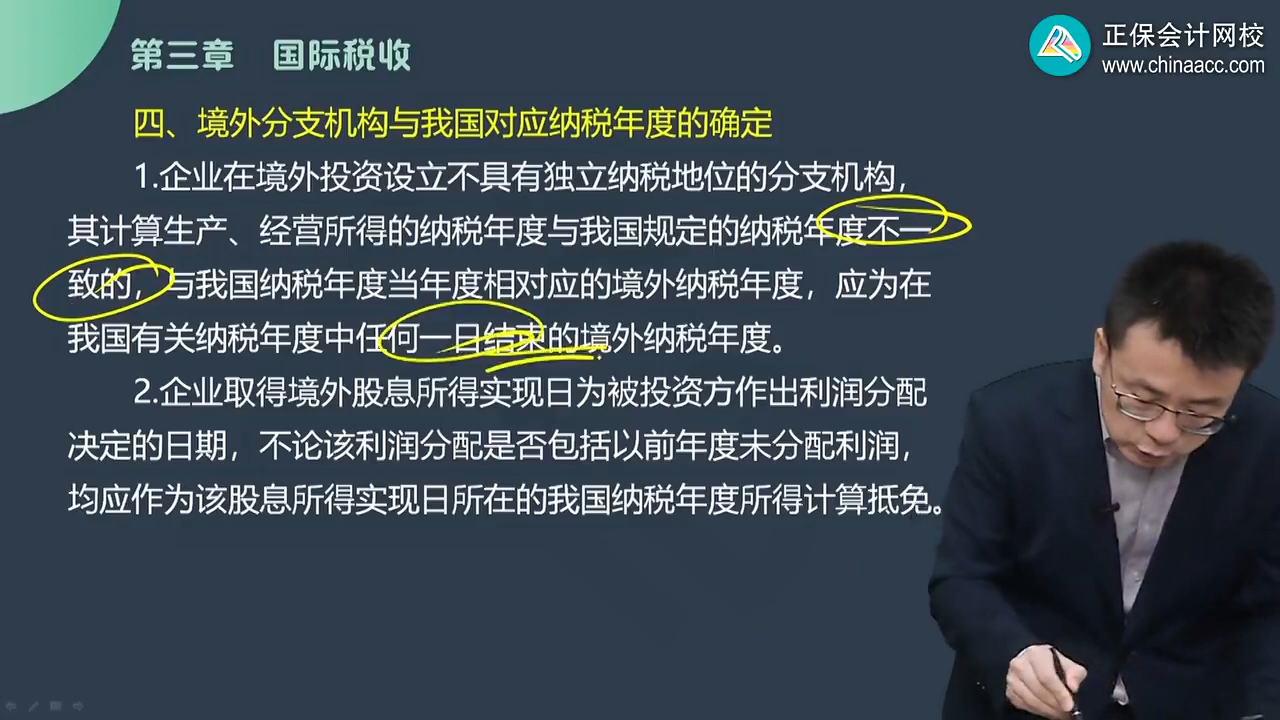 正保会计网校
www.chinaacc.com
第三章 国际税收
四、境外分支机构与我国对应纳税年度的确定
1.企业在境外投资设立不具有独立纳税地位的分支机构，
其计算生产、经营所得的纳税年度与我国规定的纳税年度不一
致的，与我国纳税年度当年度相对应的境外纳税年度，应为在
我国有关纳税年度中任何一日结束的境外纳税年度。
2.企业取得境外股息所得实现日为被投资方作出利润分配
决定的日期，不论该利润分配是否包括以前年度未分配利润，
均应作为该股息所得实现日所在的我国纳税年度所得计算抵免。